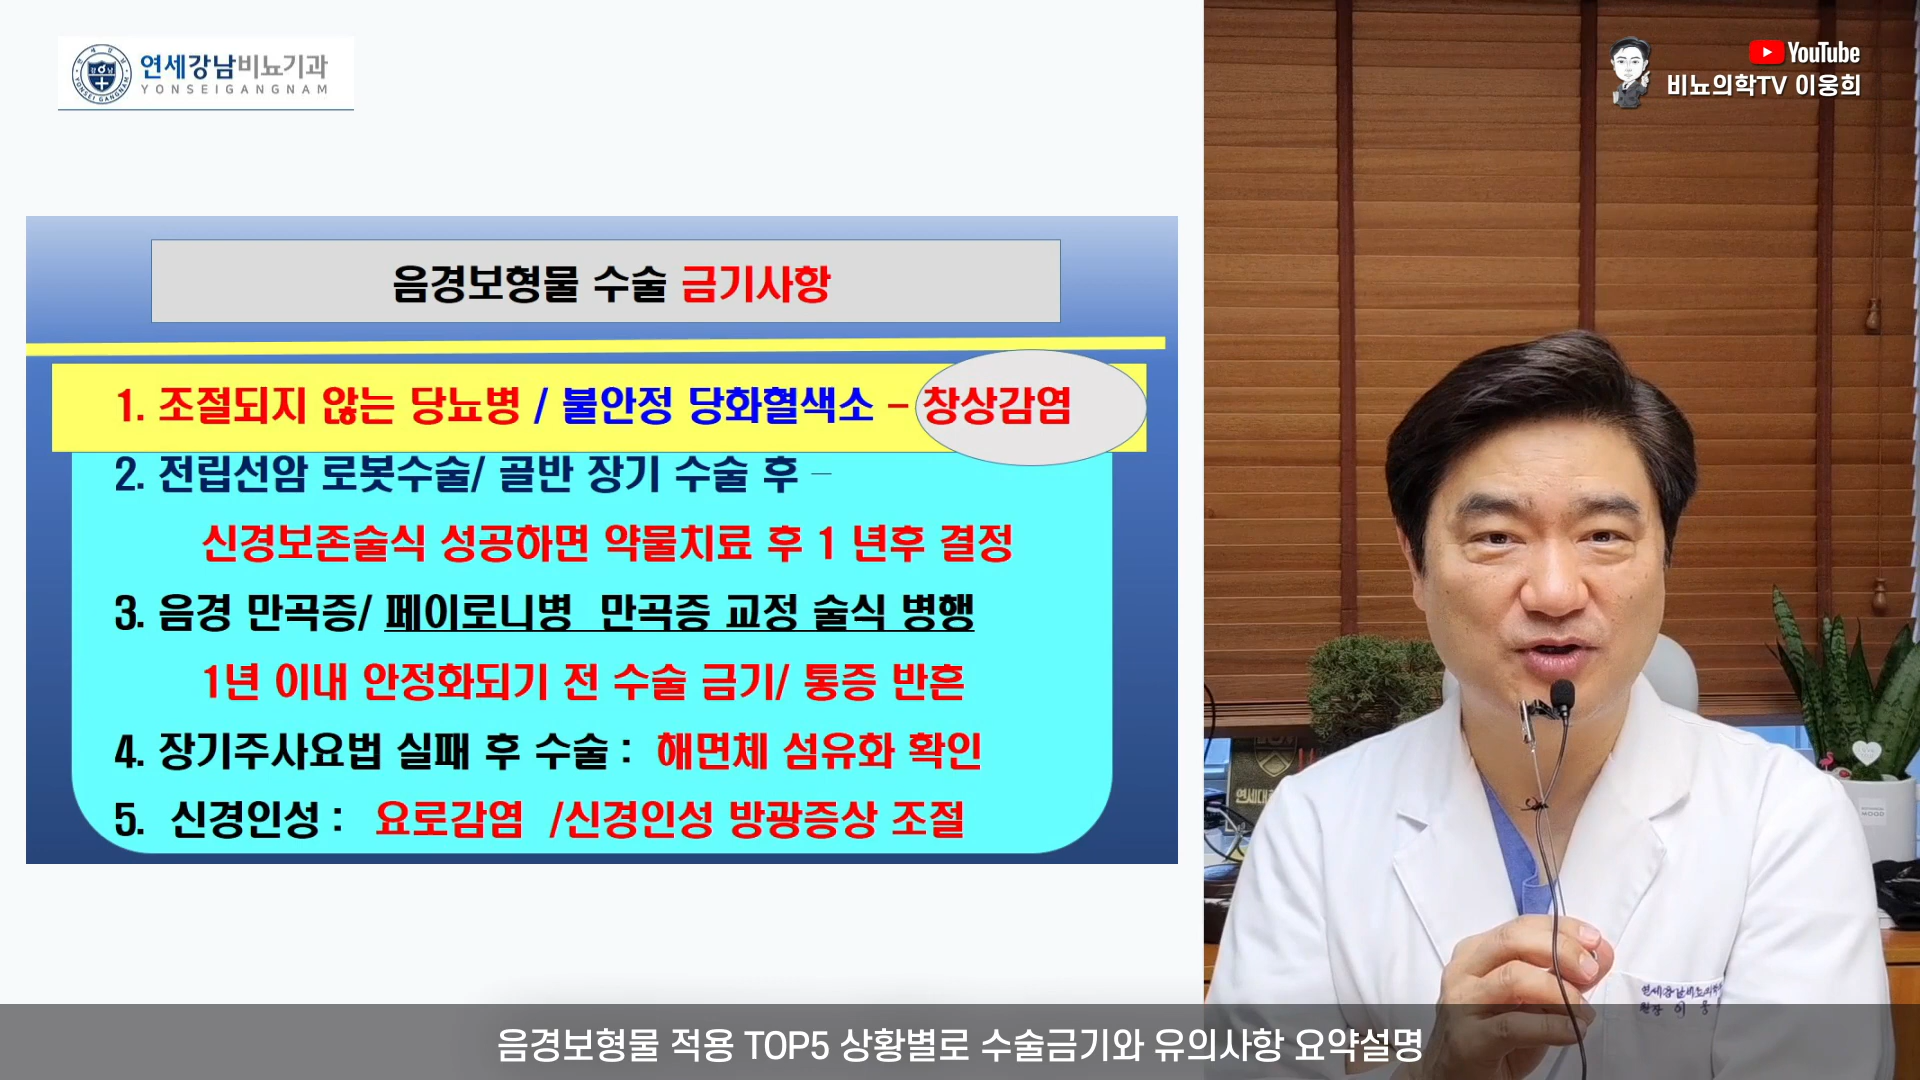 연세강남비뇨기과
YONSEIGANGNAM
YouTube
비뇨의학TV 이웅희
음경보형물 수술 금기사항
1. 조절되지 않는 당뇨병 / 불안정 당화혈색소 – 창상감염
2. 전립선암 로봇수술/ 골반 장기 수술 후 –
신경보존술식 성공하면 약물치료 후 1 년후 결정
3. 음경 만곡증/ 페이로니병 만곡증 교정 술식 병행
1년 이내 안정화되기 전 수술 금기/ 통증 반흔
4. 장기주사요법 실패 후 수술 : 해면체 섬유화 확인
5. 신경인성 : 요로감염 /신경인성 방광증상 조절
연세대
MOOD
원장 이웅
음경보형물 적용 TOP5 상황별로 수술금기와 유의사항 요약설명